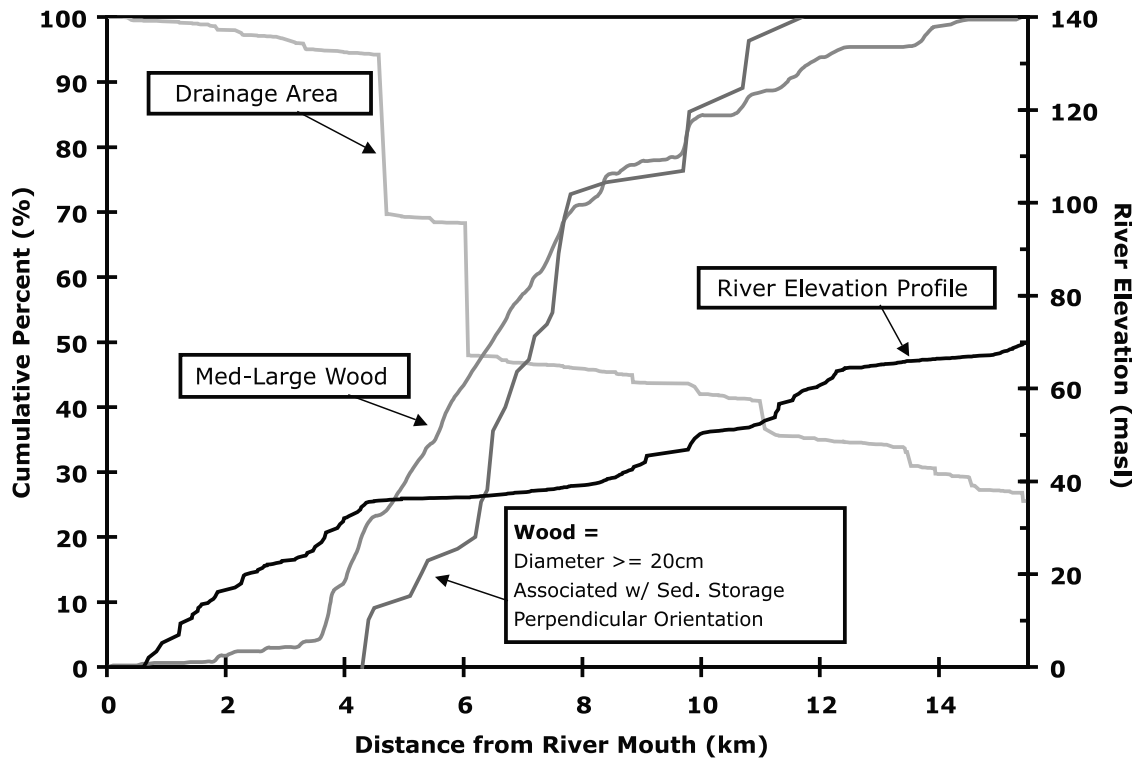 Cumulative Percent (%)
100
90
80
70
60
50
40
30
20
10
0
Drainage Area
Med-Large Wood
River Elevation Profile
Wood =
Diameter >= 20cm
Associated w/ Sed. Storage
Perpendicular Orientation
140
120
100
80
60
40
20
0
River Elevation (masl)
0 2 4 6 8 10 12 14
Distance from River Mouth (km)